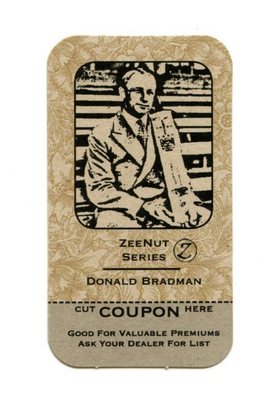 ZeeNut
Series Z
Donald Bradman
CUT COUPON HERE
Good For Valuable Premiums
Ask Your Dealer For List